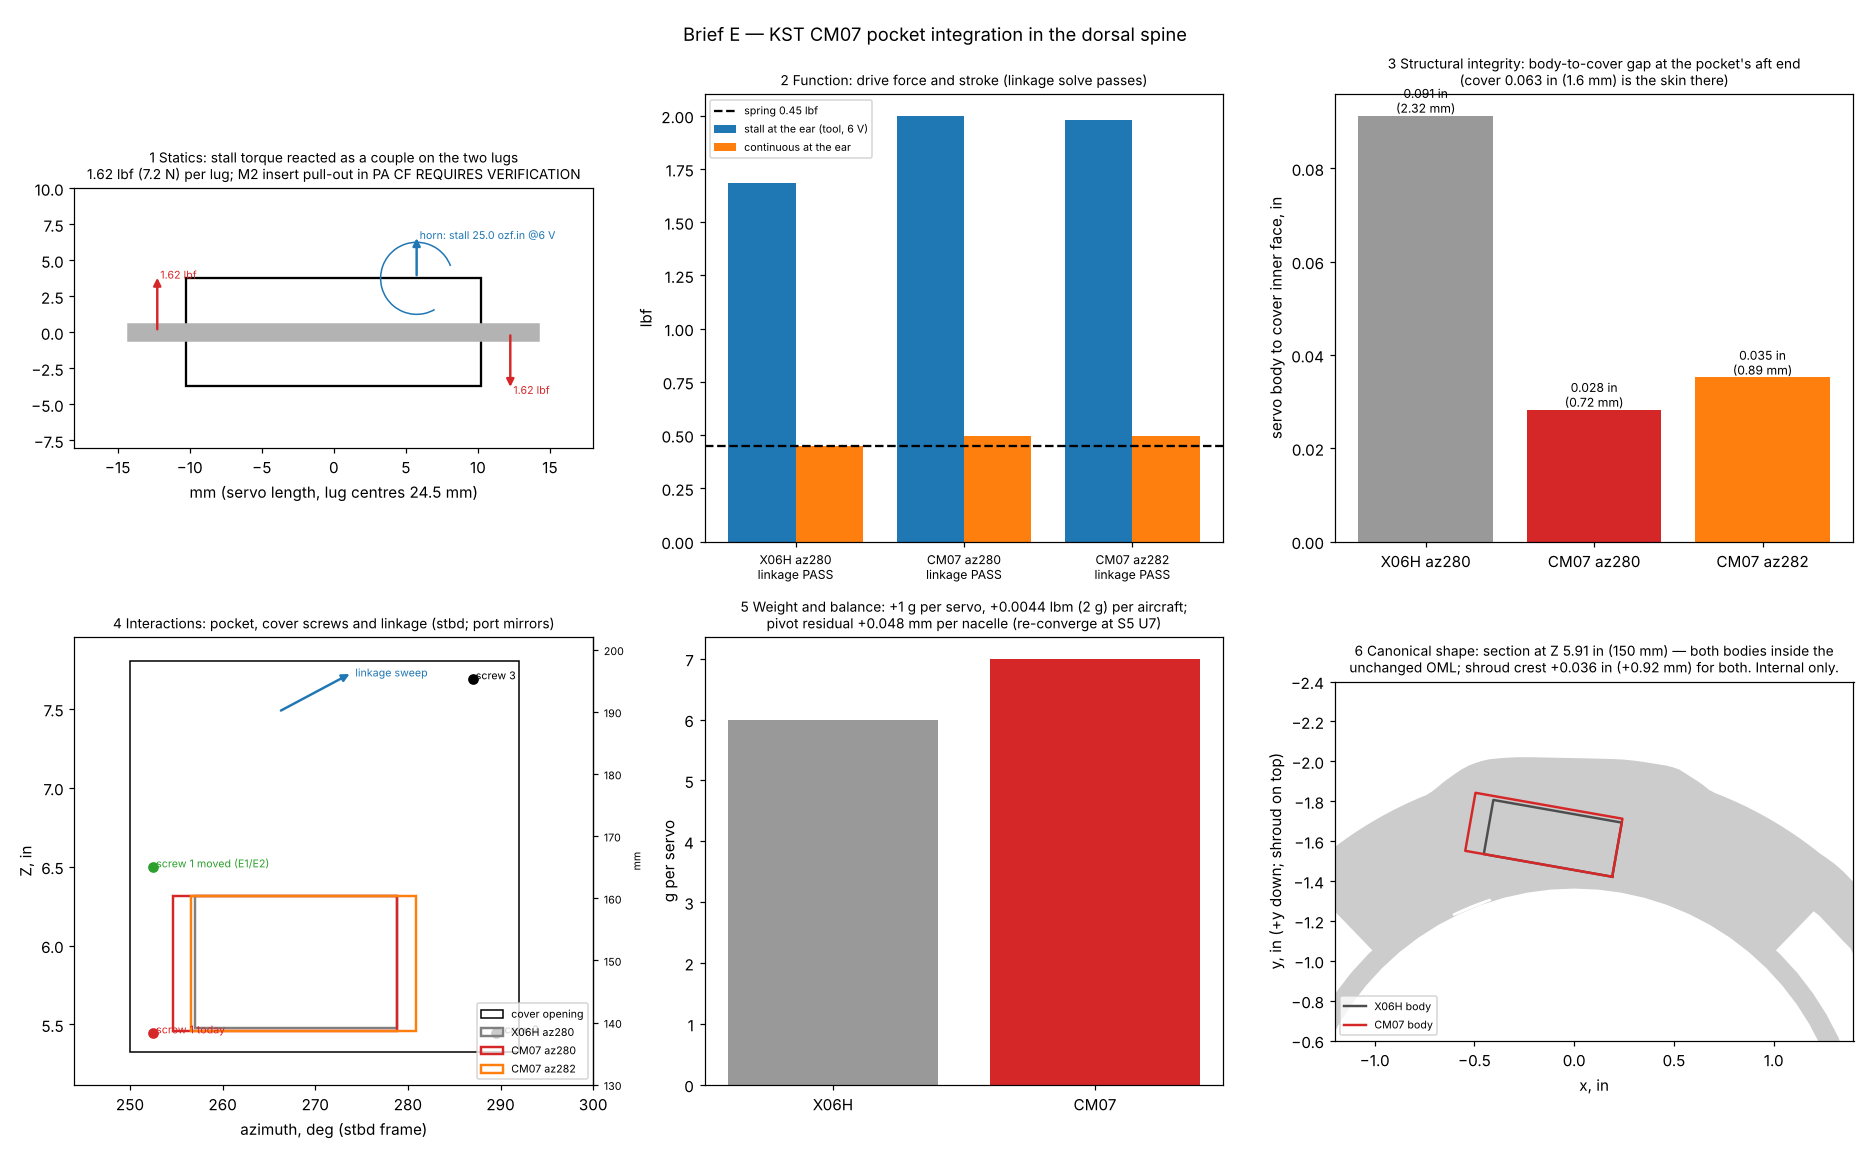 Brief E — KST CM07 pocket integration in the dorsal spine
1 Statics: stall torque reacted as a couple on the two lugs
1.62 lbf (7.2 N) per lug; M2 insert pull-out in PA CF REQUIRES VERIFICATION
10.0
7.5
5.0
2.5
0.0
−2.5
−5.0
−7.5
horn: stall 25.0 ozf.in @6 V
1.62 lbf
1.62 lbf
−15
−10
−5
0
5
10
15
mm (servo length, lug centres 24.5 mm)
2 Function: drive force and stroke (linkage solve passes)
spring 0.45 lbf
stall at the ear (tool, 6 V)
continuous at the ear
lbf
2.00
1.75
1.50
1.25
1.00
0.75
0.50
0.25
0.00
X06H az280
linkage PASS
CM07 az280
linkage PASS
CM07 az282
linkage PASS
3 Structural integrity: body-to-cover gap at the pocket's aft end
(cover 0.063 in (1.6 mm) is the skin there)
servo body to cover inner face, in
0.08
0.06
0.04
0.02
0.00
0.091 in
(2.32 mm)
0.028 in
(0.72 mm)
0.035 in
(0.89 mm)
X06H az280
CM07 az280
CM07 az282
4 Interactions: pocket, cover screws and linkage (stbd; port mirrors)
Z, in
7.5
7.0
6.5
6.0
5.5
linkage sweep
screw 3
screw 1 moved (E1/E2)
screw 1 today
cover opening
X06H az280
CM07 az280
CM07 az282
200
190
180
170
160
150
140
130
mm
250
260
270
280
290
300
azimuth, deg (stbd frame)
5 Weight and balance: +1 g per servo, +0.0044 lbm (2 g) per aircraft;
pivot residual +0.048 mm per nacelle (re-converge at S5 U7)
g per servo
7
6
5
4
3
2
1
0
X06H
CM07
6 Canonical shape: section at Z 5.91 in (150 mm) — both bodies inside the
unchanged OML; shroud crest +0.036 in (+0.92 mm) for both. Internal only.
y, in (+y down; shroud on top)
−2.4
−2.2
−2.0
−1.8
−1.6
−1.4
−1.2
−1.0
−0.8
−0.6
X06H body
CM07 body
−1.0
−0.5
0.0
0.5
1.0
x, in